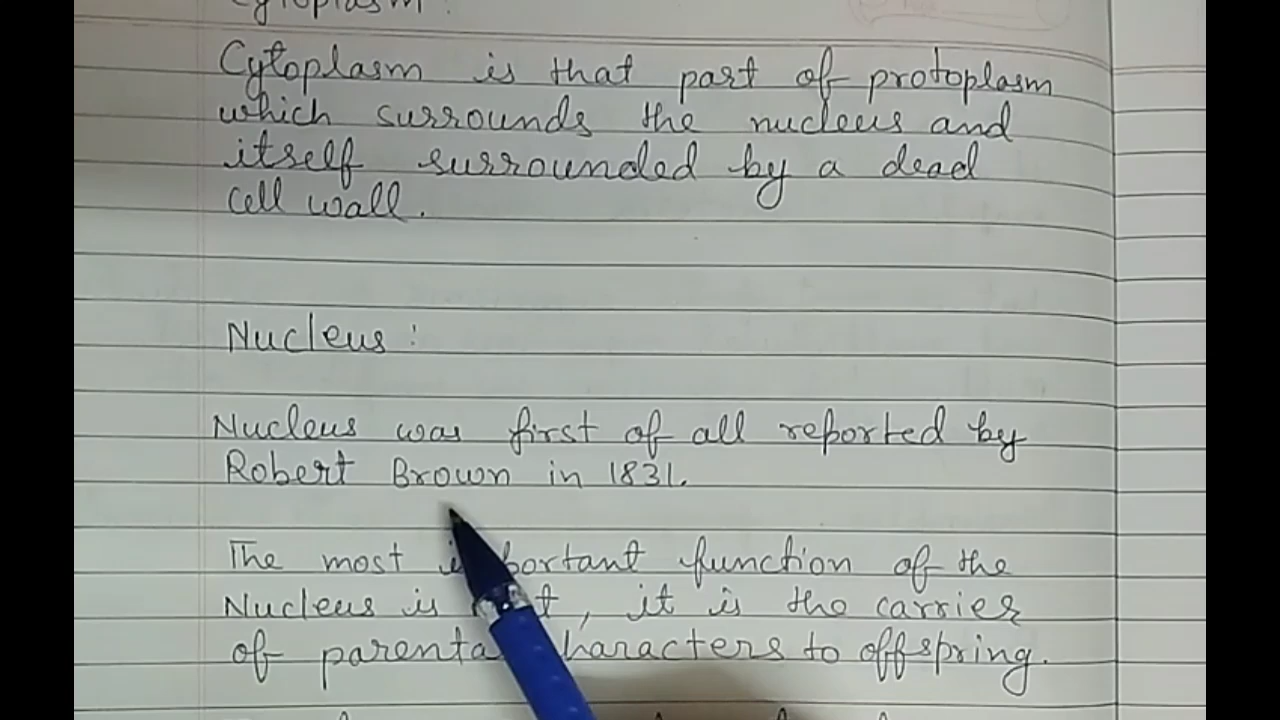 Cytoplasm :
Cytoplasm is that part of protoplasm
which surrounds the nucleus and
itself surrounded by a dead
cell wall.
Nucleus :
Nucleus was first of all reported by
Robert Brown in 1831.
The most important function of the
Nucleus is that, it is the carrier
of parental characters to offspring.